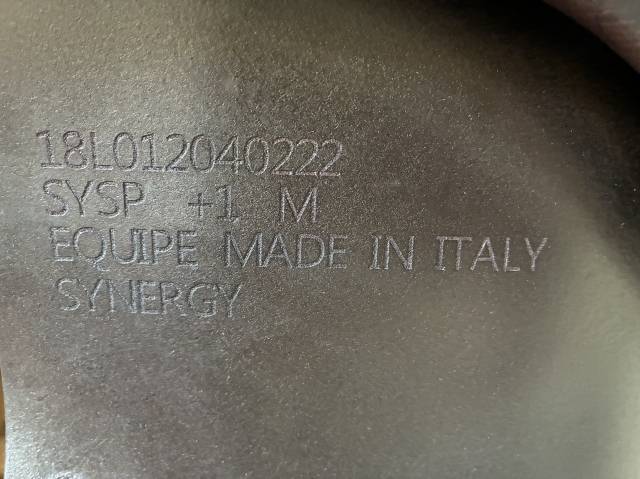 18L012040222
SYSP +1 M
EQUIPE MADE IN ITALY
SYNERGY